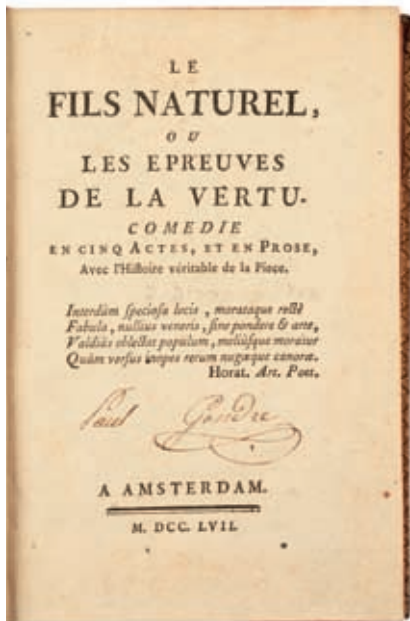 LE
FILS NATUREL,
OU
LES EPREUVES
DE LA VERTU.
COMEDIE
EN CINQ ACTES, ET EN PROSE,
Avec l'Histoire véritable de la Piece.
Interdùm speciosa locis, morataque rectè
Fabula, nullius veneris, sine pondere & arte,
Valdiùs oblectat populum, meliùsque moratur
Quàm versus inopes rerum nugæque canoræ.
Horat. Art. Poet.
Paul Gendre
A AMSTERDAM.
M. DCC. LVII.